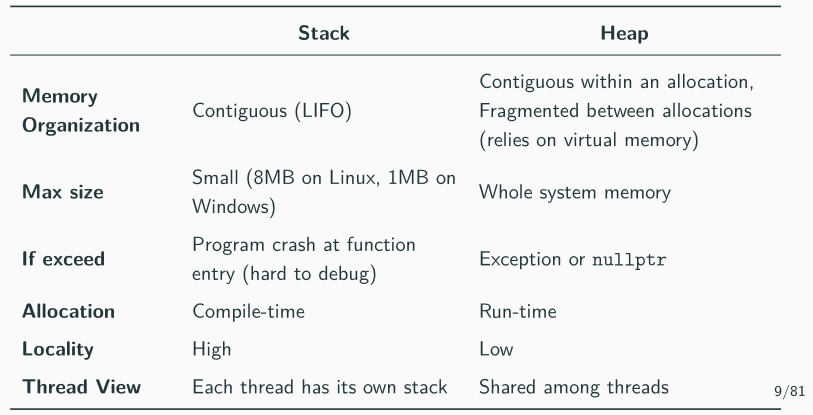 Stack Heap
Memory Organization Contiguous (LIFO) Contiguous within an allocation, Fragmented between allocations (relies on virtual memory)
Max size Small (8MB on Linux, 1MB on Windows) Whole system memory
If exceed Program crash at function entry (hard to debug) Exception or nullptr
Allocation Compile-time Run-time
Locality High Low
Thread View Each thread has its own stack Shared among threads
9/81